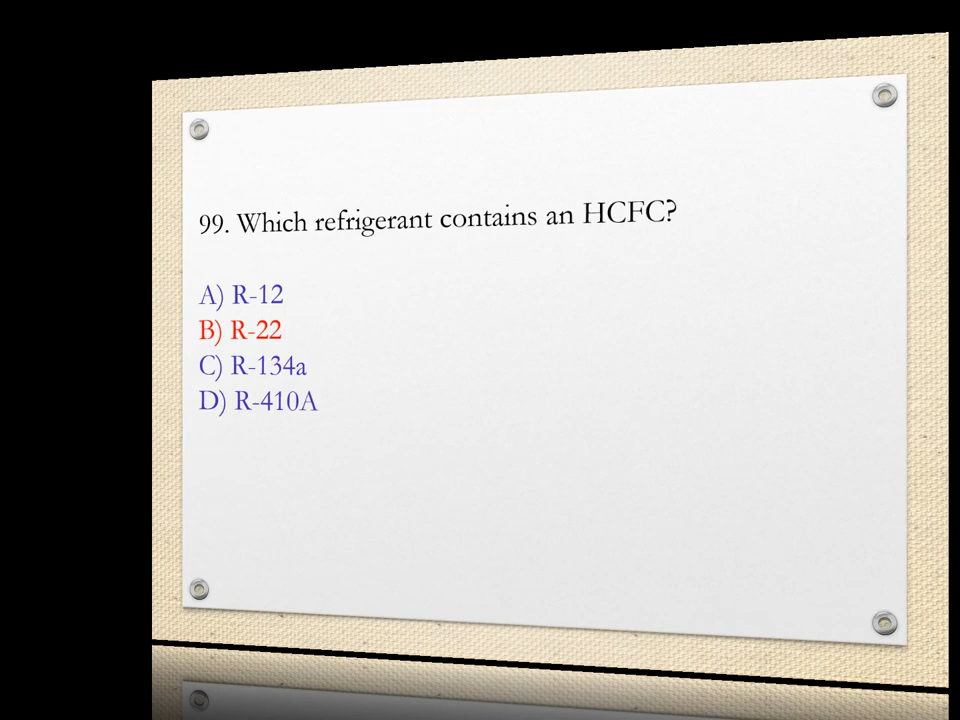 99. Which refrigerant contains an HCFC?
A) R-12
B) R-22
C) R-134a
D) R-410A